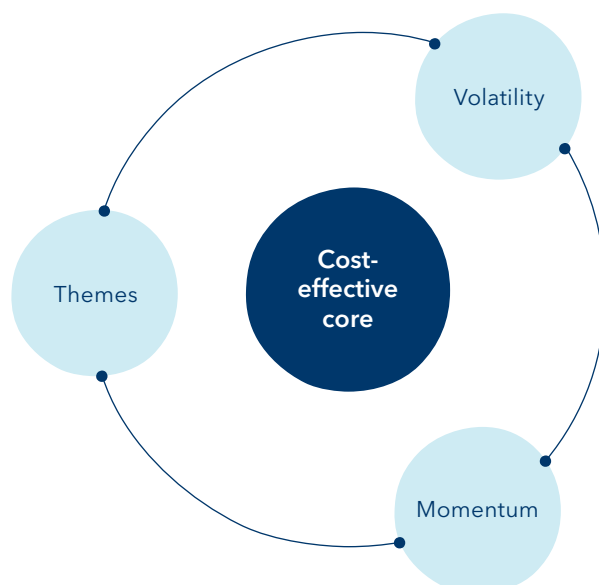 Volatility
Themes
Cost-
effective
core
Momentum